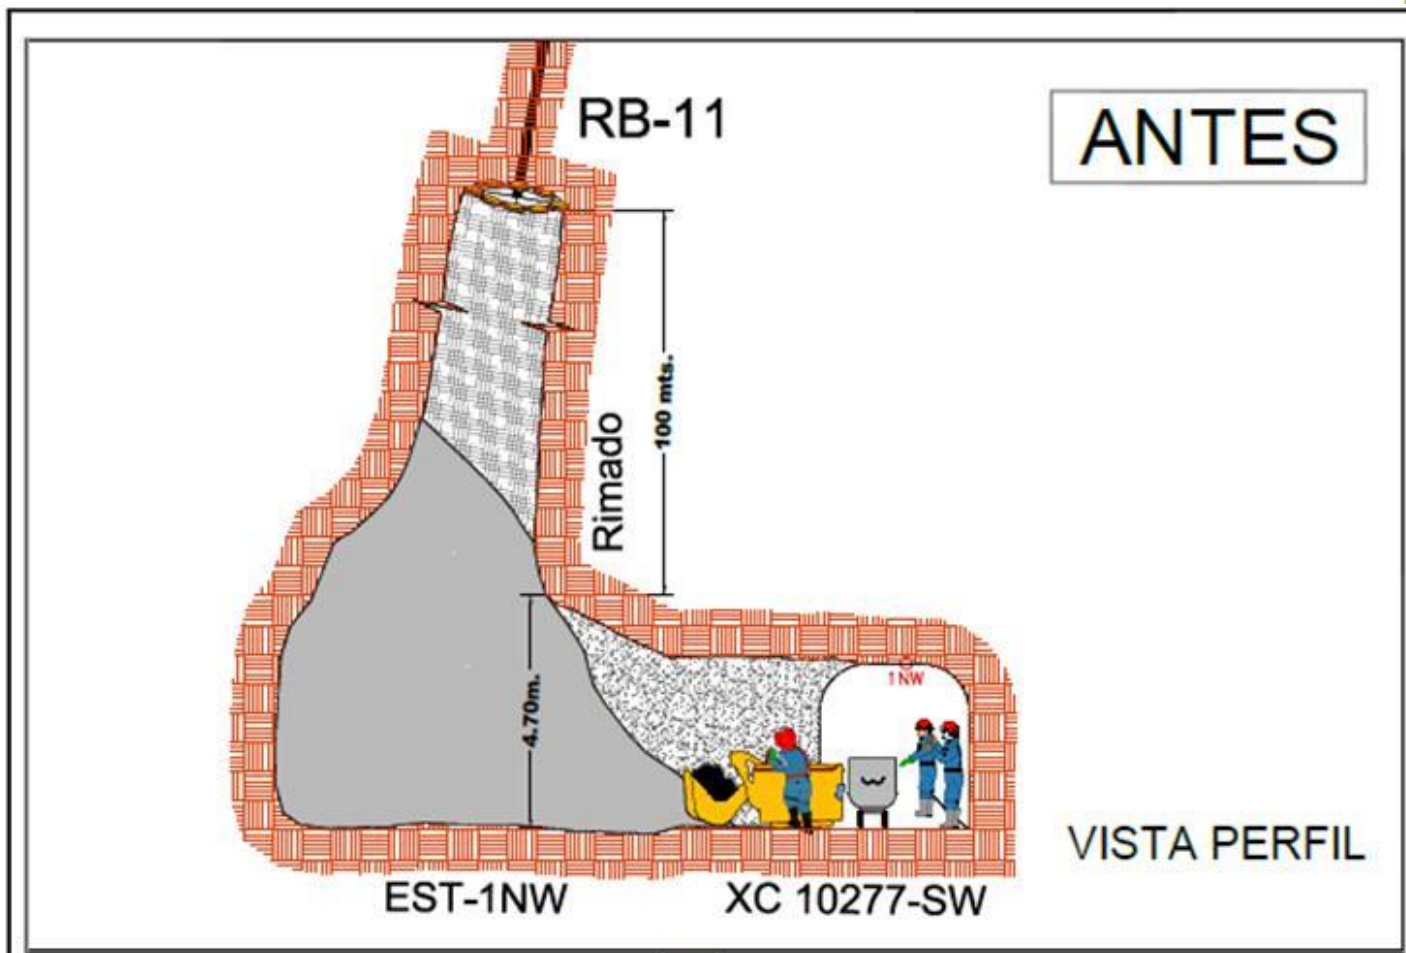 RB-11
ANTES
100 mts.
Rimado
4.70m.
1NW
VISTA PERFIL
EST-1NW
XC 10277-SW